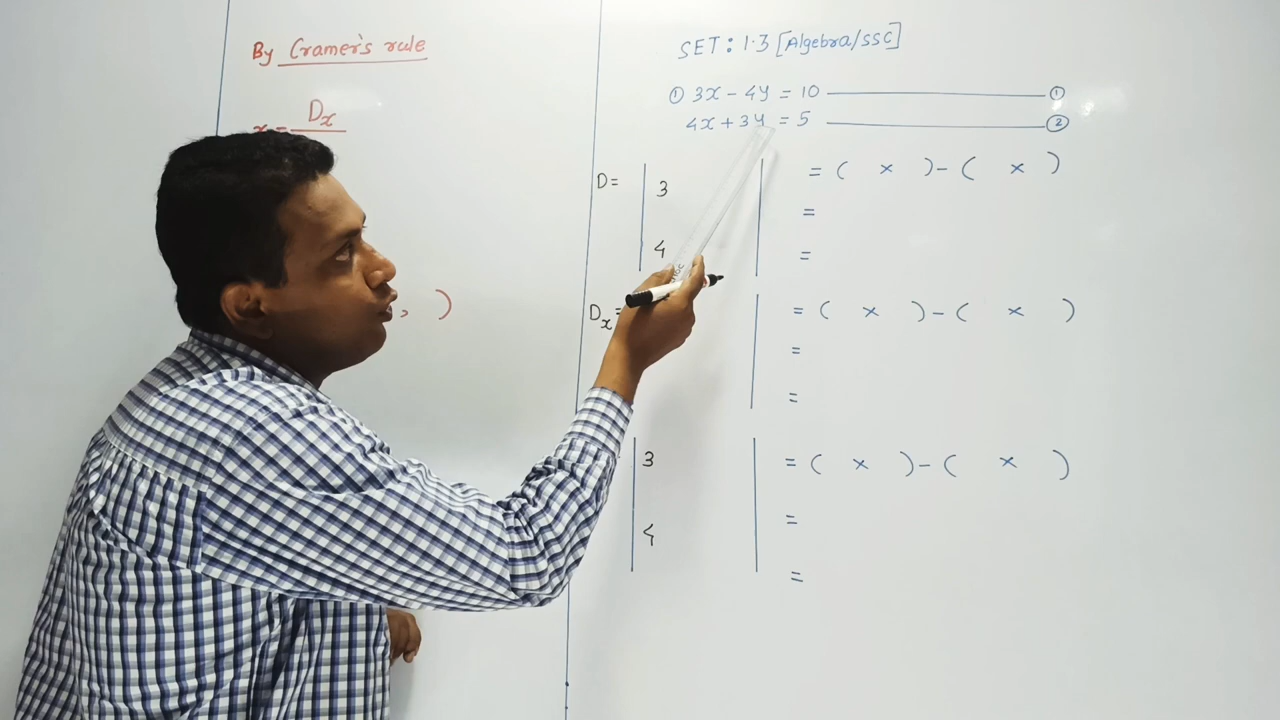 By Cramer's rule
Dx
x =
, )
SET : 1.3 [Algebra/SSC]
① 3x - 4y = 10 ①
4x + 3y = 5 ②
D = | 3 | = ( × ) - ( × )
4 =
=
Dx = | = ( × ) - ( × )
=
=
| 3 | = ( × ) - ( × )
4 =
=